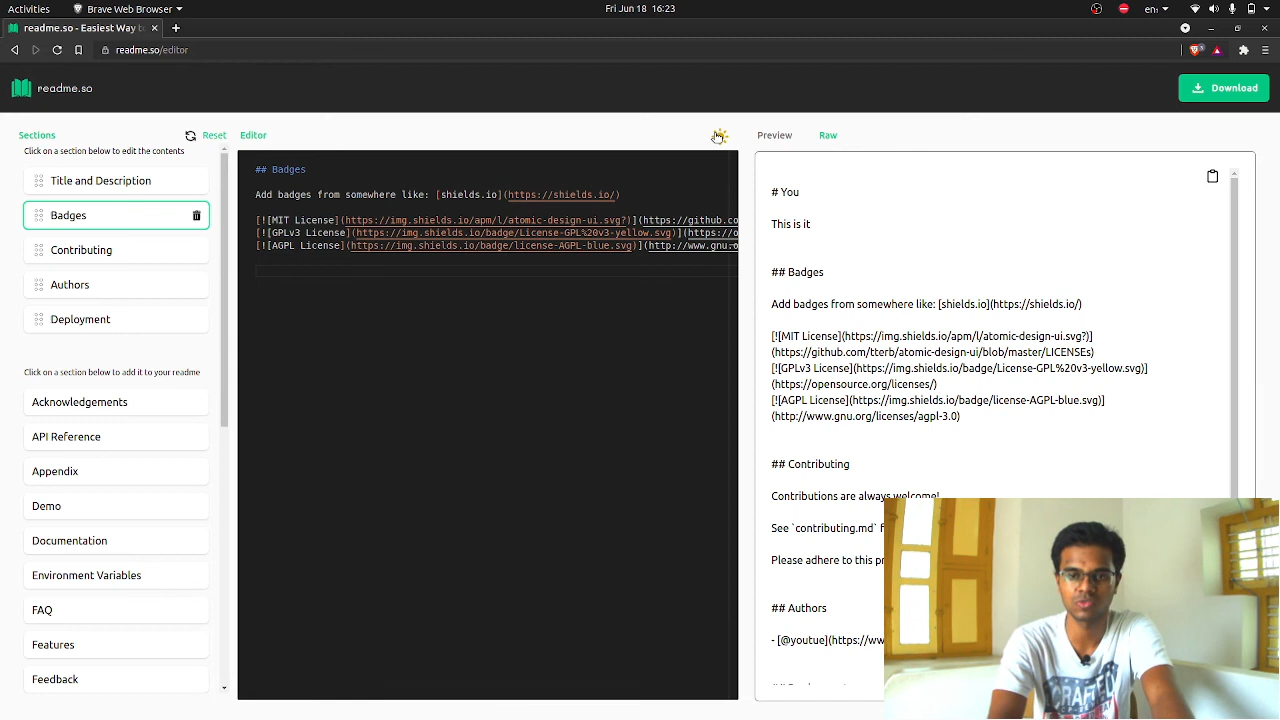 Activities
Brave Web Browser
Fri Jun 18 16:23
en₁
readme.so - Easiest Way to
readme.so/editor
readme.so
Download
Sections
Reset
Editor
Preview
Raw
Click on a section below to edit the contents
Title and Description
Badges
Contributing
Authors
Deployment
Click on a section below to add it to your readme
Acknowledgements
API Reference
Appendix
Demo
Documentation
Environment Variables
FAQ
Features
Feedback
## Badges
Add badges from somewhere like: [shields.io](https://shields.io/)
[![MIT License](https://img.shields.io/apm/l/atomic-design-ui.svg?)](https://github.co
[![GPLv3 License](https://img.shields.io/badge/License-GPL%20v3-yellow.svg)](https://o
[![AGPL License](https://img.shields.io/badge/license-AGPL-blue.svg)](http://www.gnu.o
# You
This is it
## Badges
Add badges from somewhere like: [shields.io](https://shields.io/)
[![MIT License](https://img.shields.io/apm/l/atomic-design-ui.svg?)]
(https://github.com/tterb/atomic-design-ui/blob/master/LICENSEs)
[![GPLv3 License](https://img.shields.io/badge/License-GPL%20v3-yellow.svg)]
(https://opensource.org/licenses/)
[![AGPL License](https://img.shields.io/badge/license-AGPL-blue.svg)]
(http://www.gnu.org/licenses/agpl-3.0)
## Contributing
Contributions are always welcome!
See `contributing.md` f
Please adhere to this pr
## Authors
- [@youtue](https://ww
CRAFTED